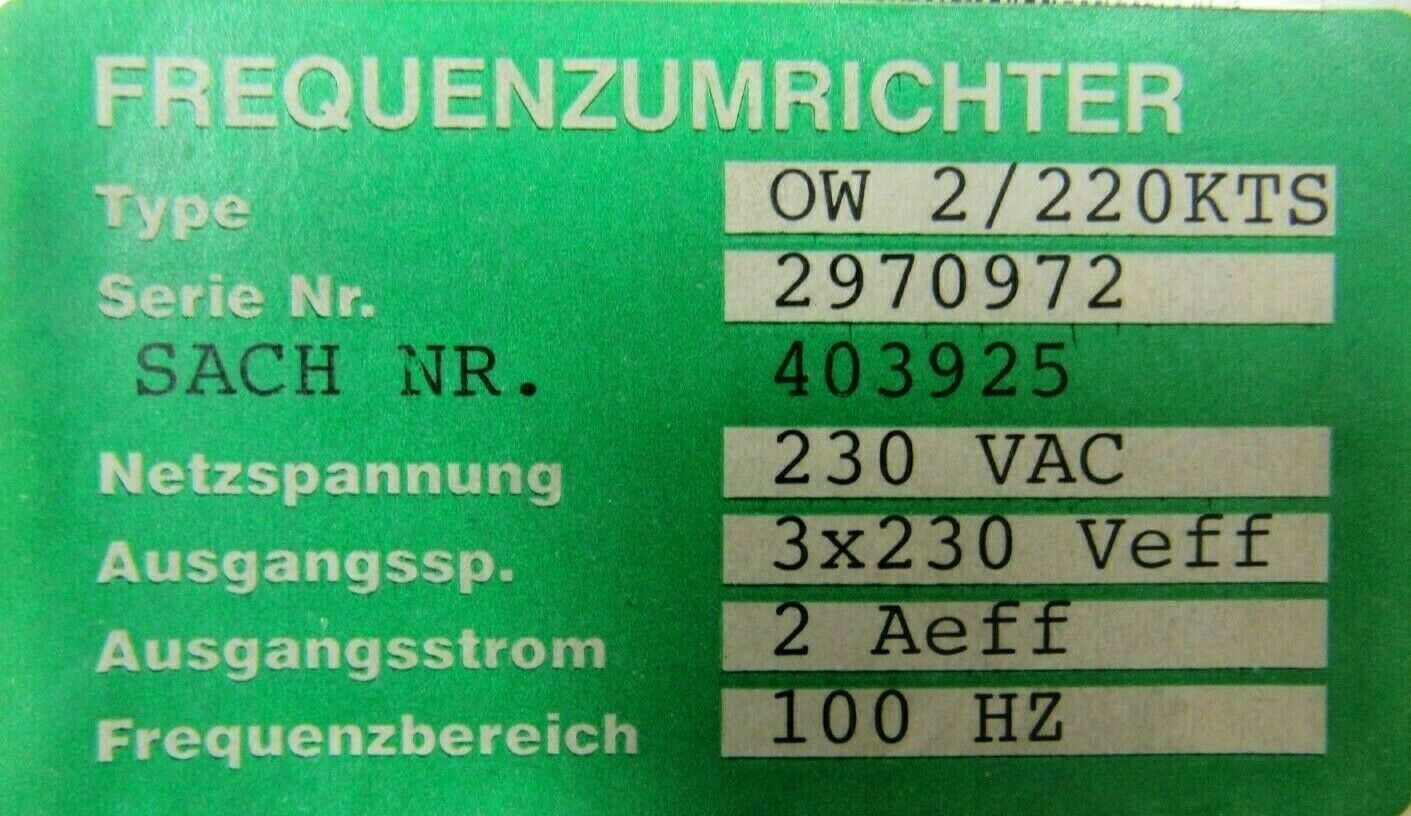 FREQUENZUMRICHTER
Type OW 2/220KTS
Serie Nr. 2970972
SACH NR. 403925
Netzspannung 230 VAC
Ausgangssp. 3x230 Veff
Ausgangsstrom 2 Aeff
Frequenzbereich 100 HZ